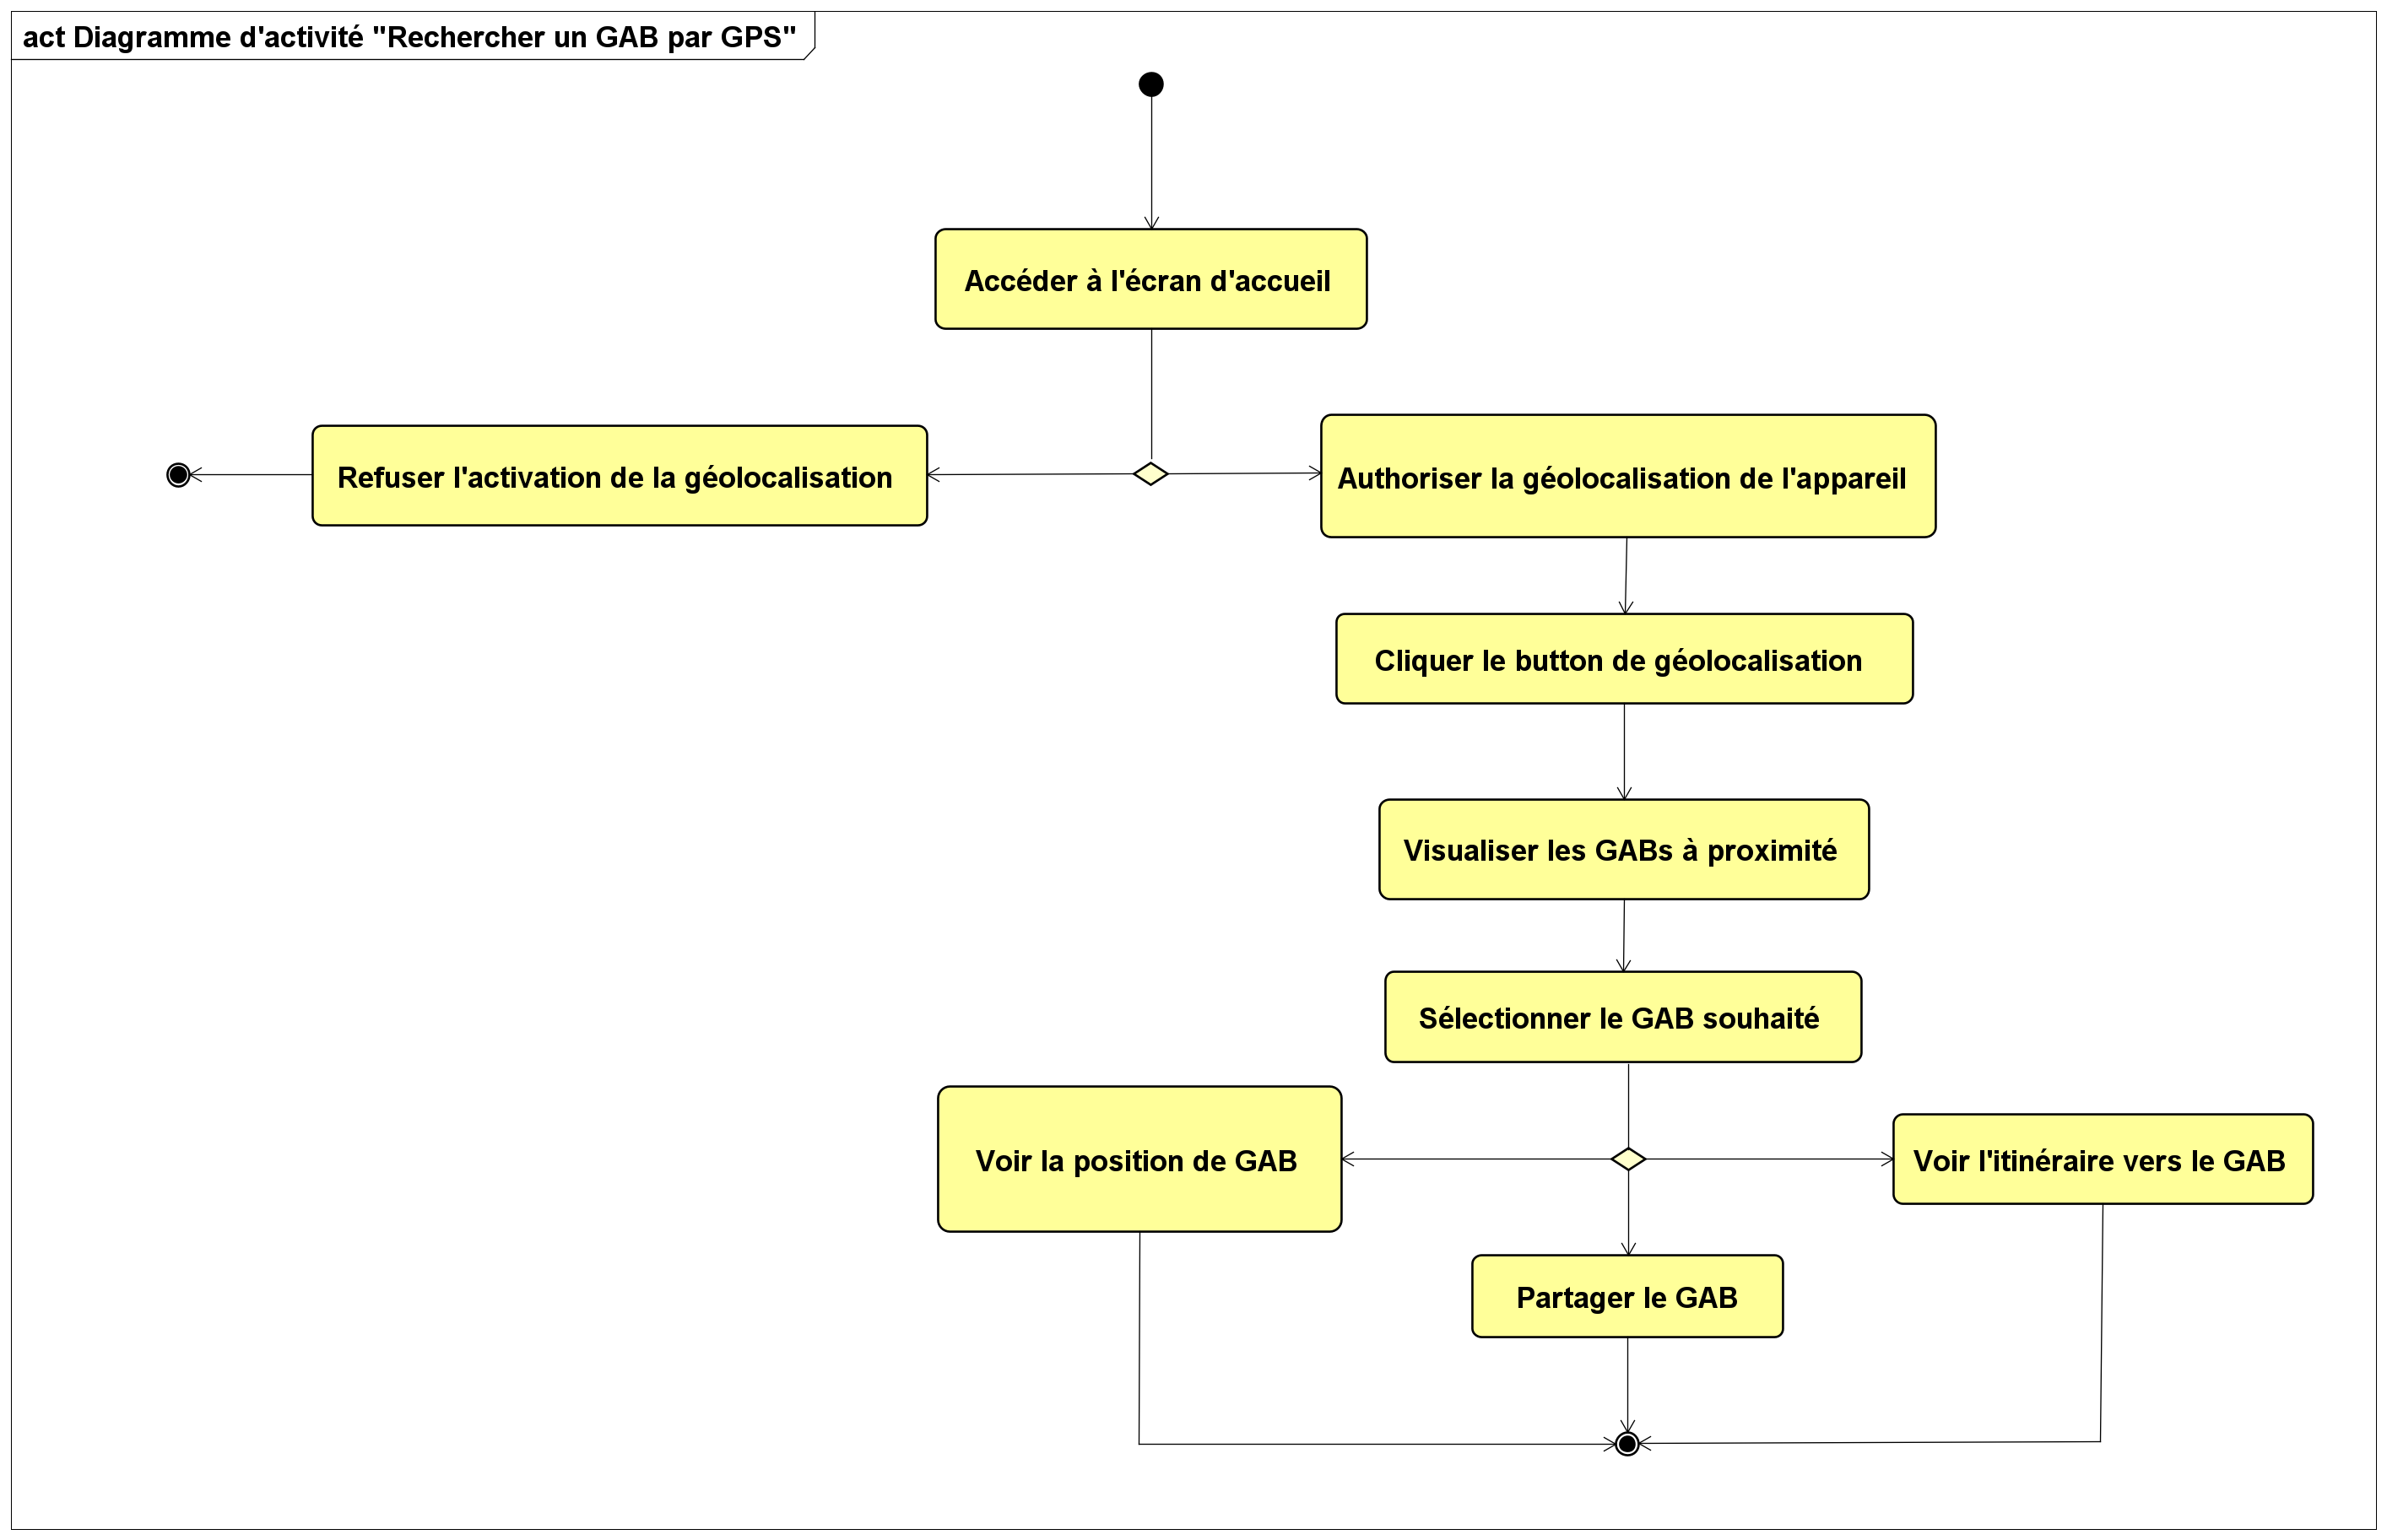 act Diagramme d'activité "Rechercher un GAB par GPS"
Accéder à l'écran d'accueil
Refuser l'activation de la géolocalisation
Authoriser la géolocalisation de l'appareil
Cliquer le button de géolocalisation
Visualiser les GABs à proximité
Sélectionner le GAB souhaité
Voir la position de GAB
Voir l'itinéraire vers le GAB
Partager le GAB